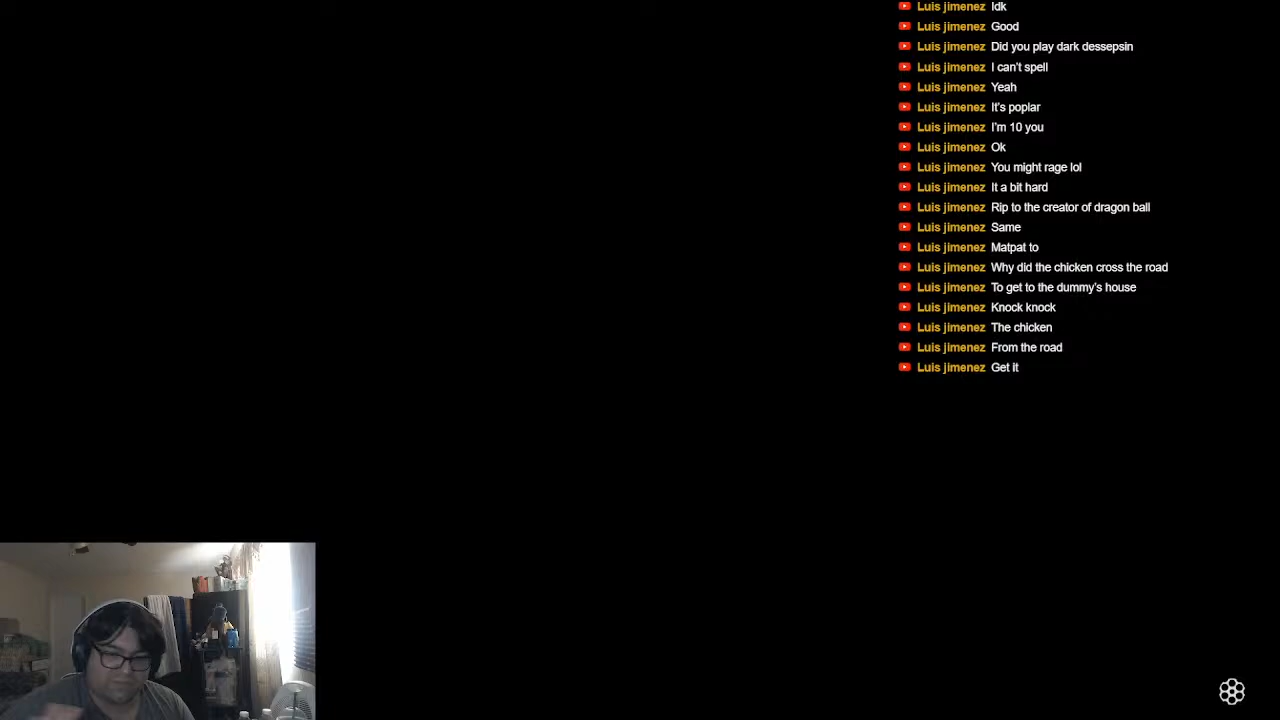 Luis jimenez Idk
Luis jimenez Good
Luis jimenez Did you play dark dessepsin
Luis jimenez I can't spell
Luis jimenez Yeah
Luis jimenez It's poplar
Luis jimenez I'm 10 you
Luis jimenez Ok
Luis jimenez You might rage lol
Luis jimenez It a bit hard
Luis jimenez Rip to the creator of dragon ball
Luis jimenez Same
Luis jimenez Matpat to
Luis jimenez Why did the chicken cross the road
Luis jimenez To get to the dummy's house
Luis jimenez Knock knock
Luis jimenez The chicken
Luis jimenez From the road
Luis jimenez Get it